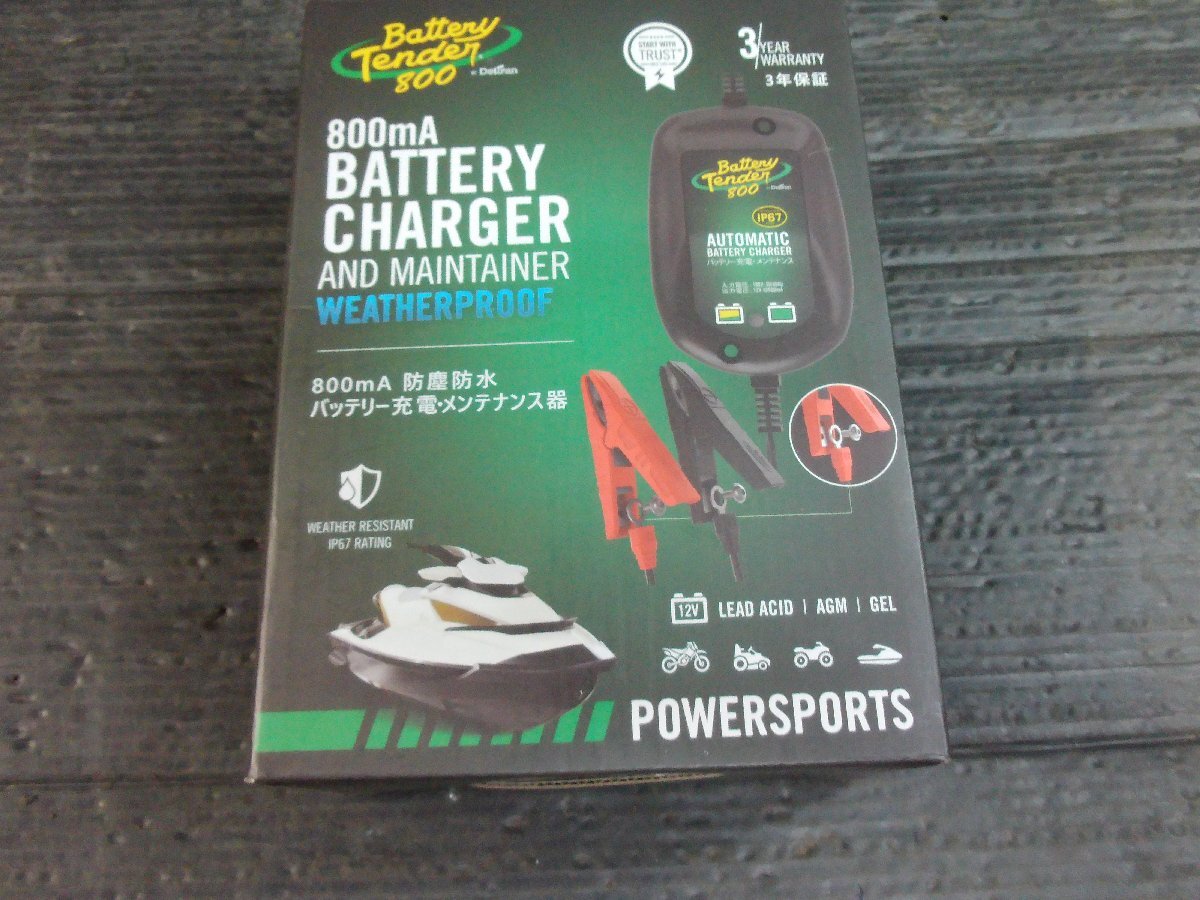 Battery
Tender
800
by Deltran
START WITH
TRUST
3/YEAR
WARRANTY
3年保証
800mA
BATTERY
CHARGER
AND MAINTAINER
WEATHERPROOF
800mA 防塵防水
バッテリー充電・メンテナンス器
Battery
Tender
800
by Deltran
IP67
AUTOMATIC
BATTERY CHARGER
バッテリー充電・メンテナンス
WEATHER RESISTANT
IP67 RATING
12V LEAD ACID | AGM | GEL
POWERSPORTS